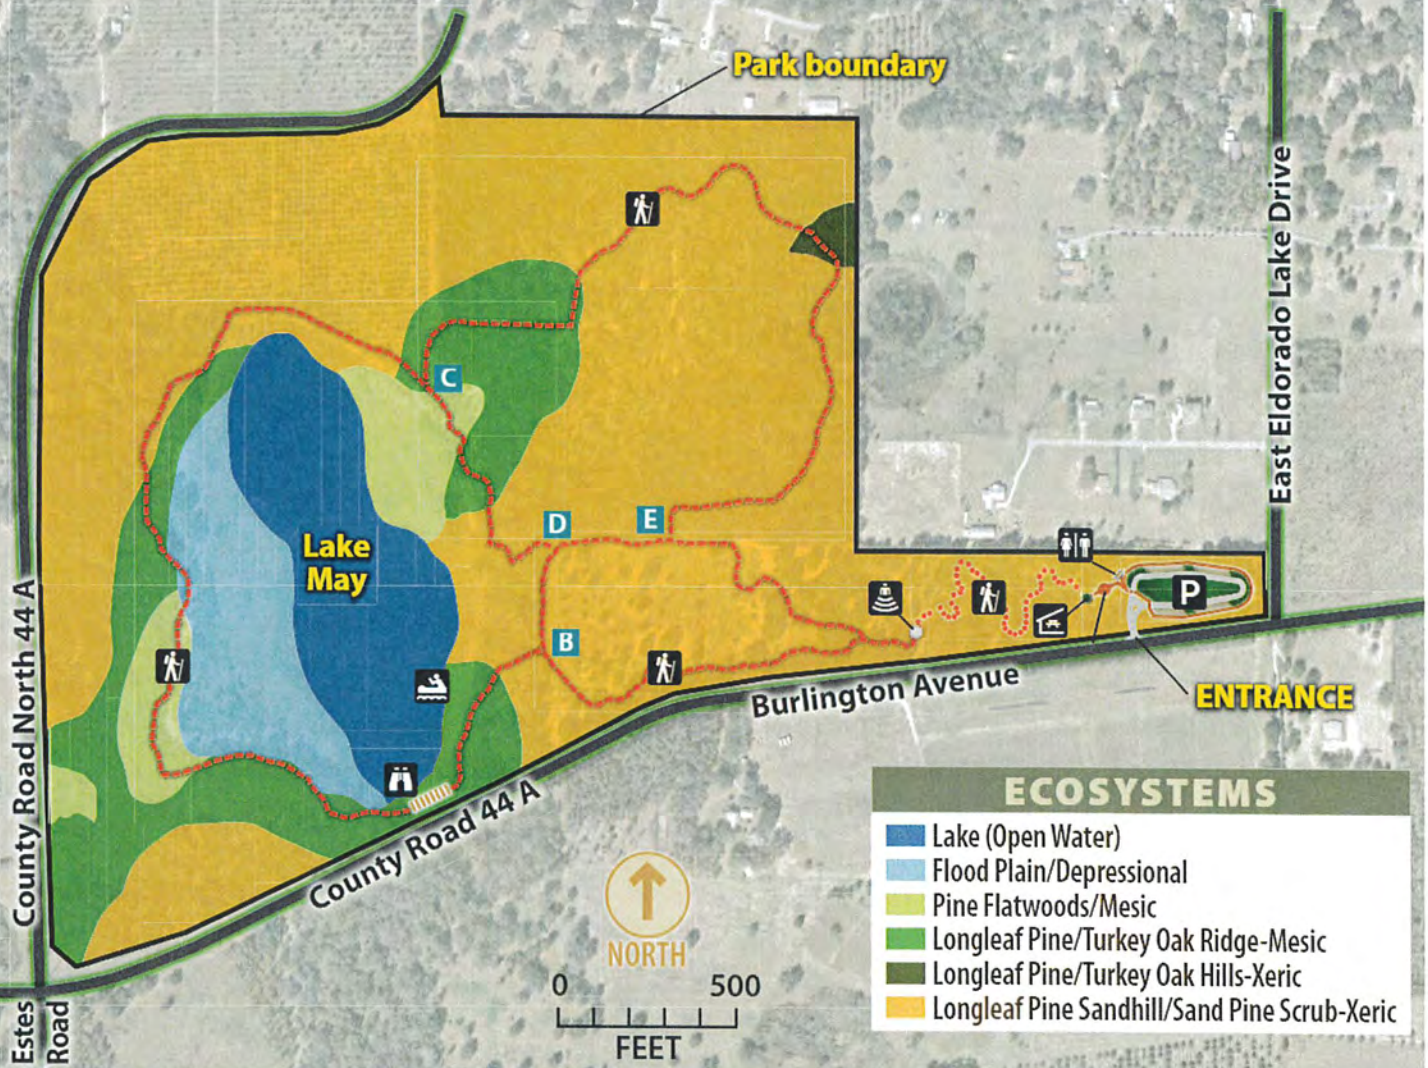 Park boundary
East Eldorado Lake Drive
C
D
E
Lake
May
B
P
Burlington Avenue
ENTRANCE
County Road North 44 A
County Road 44 A
Estes
Road
NORTH
0 500
FEET
ECOSYSTEMS
Lake (Open Water)
Flood Plain/Depressional
Pine Flatwoods/Mesic
Longleaf Pine/Turkey Oak Ridge-Mesic
Longleaf Pine/Turkey Oak Hills-Xeric
Longleaf Pine Sandhill/Sand Pine Scrub-Xeric